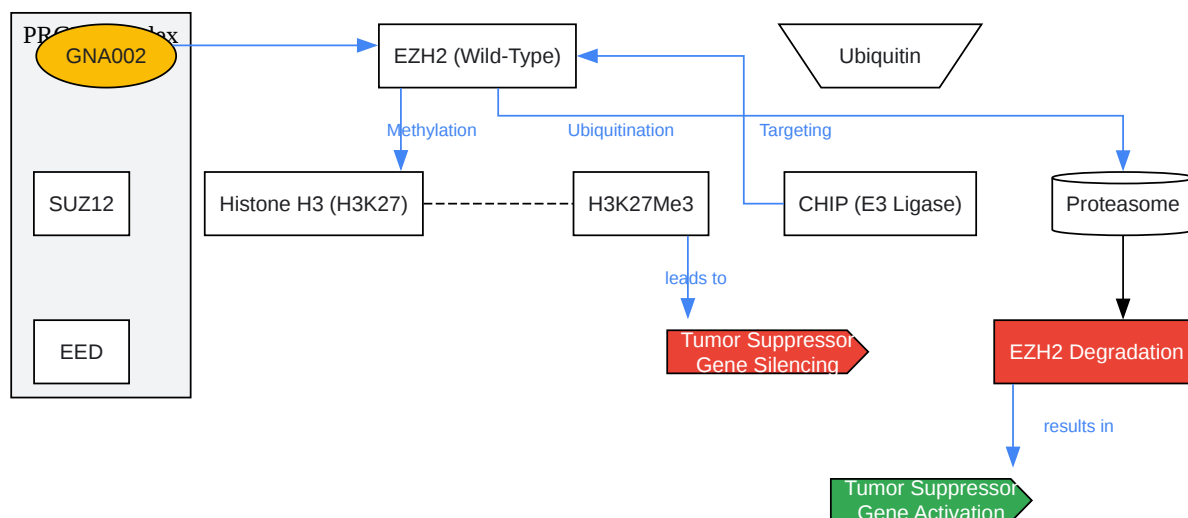 GNA002
EZH2 (Wild-Type)
Ubiquitin
Methylation
Ubiquitination
Targeting
SUZ12
Histone H3 (H3K27)
H3K27Me3
CHIP (E3 Ligase)
Proteasome
leads to
EED
Tumor Suppressor
Gene Silencing
EZH2 Degradation
results in
Tumor Suppressor
Gene Activation